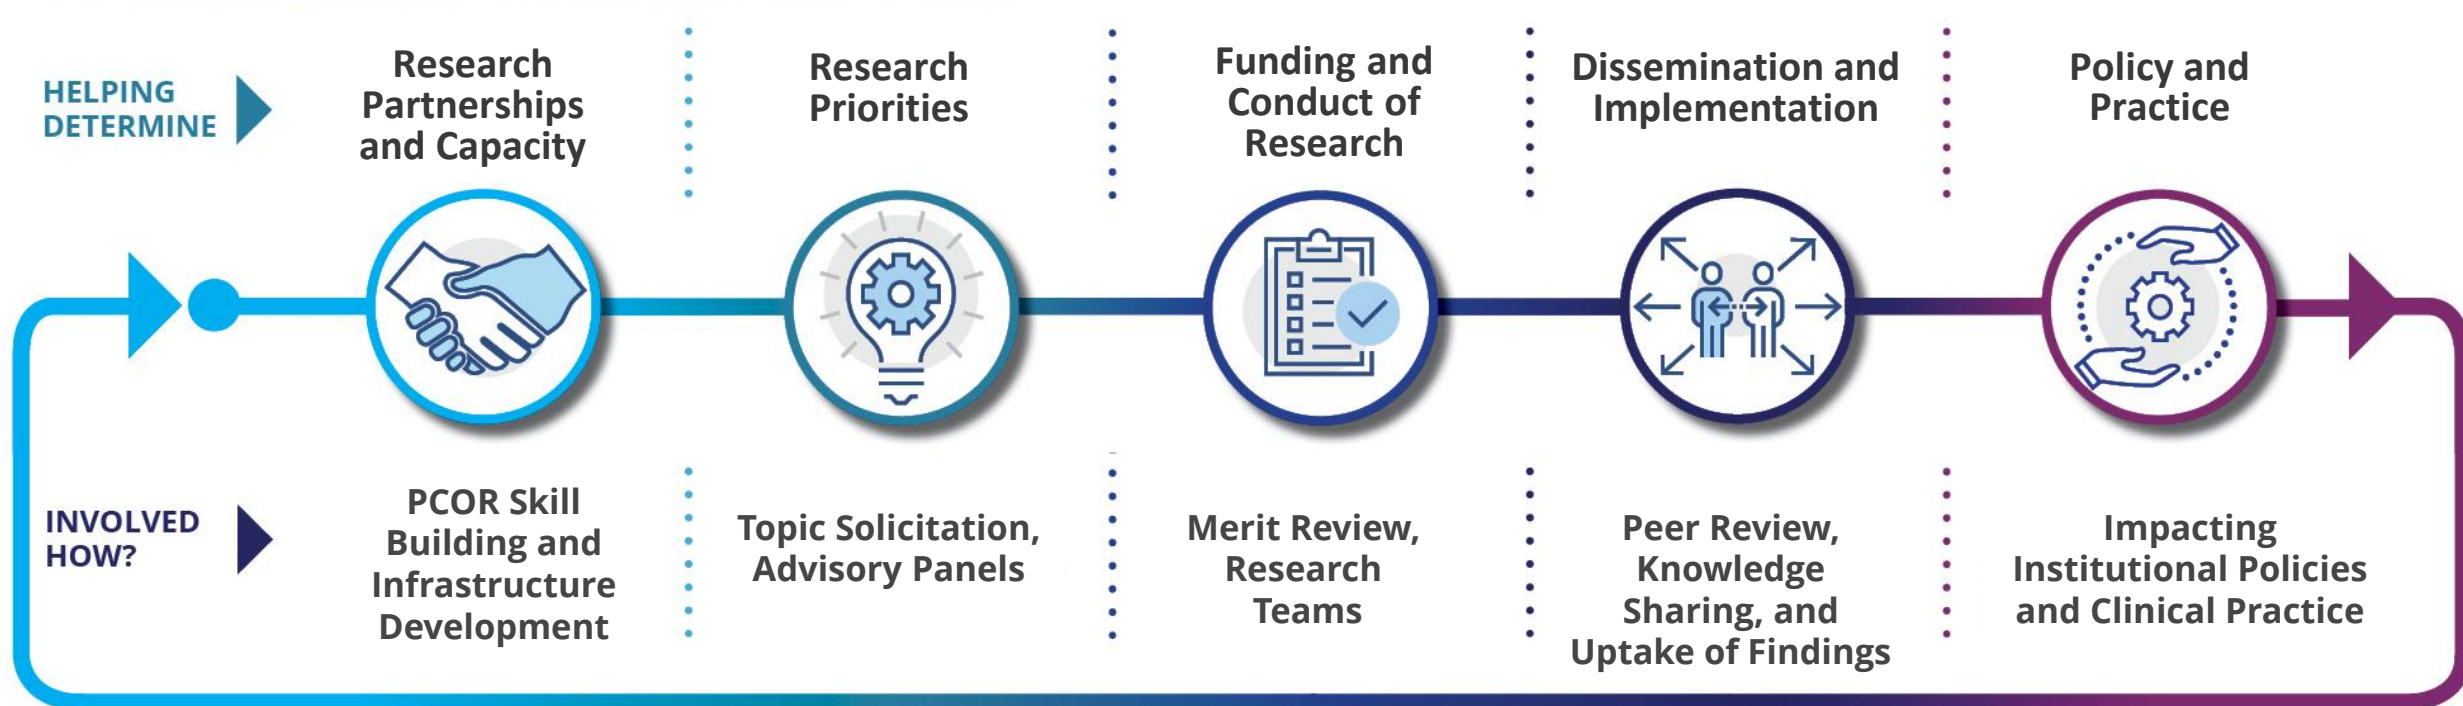 HELPING
DETERMINE
Research
Partnerships
and Capacity
Research
Priorities
Funding and
Conduct of
Research
Dissemination and
Implementation
Policy and
Practice
INVOLVED
HOW?
PCOR Skill
Building and
Infrastructure
Development
Topic Solicitation,
Advisory Panels
Merit Review,
Research
Teams
Peer Review,
Knowledge
Sharing, and
Uptake of Findings
Impacting
Institutional Policies
and Clinical Practice